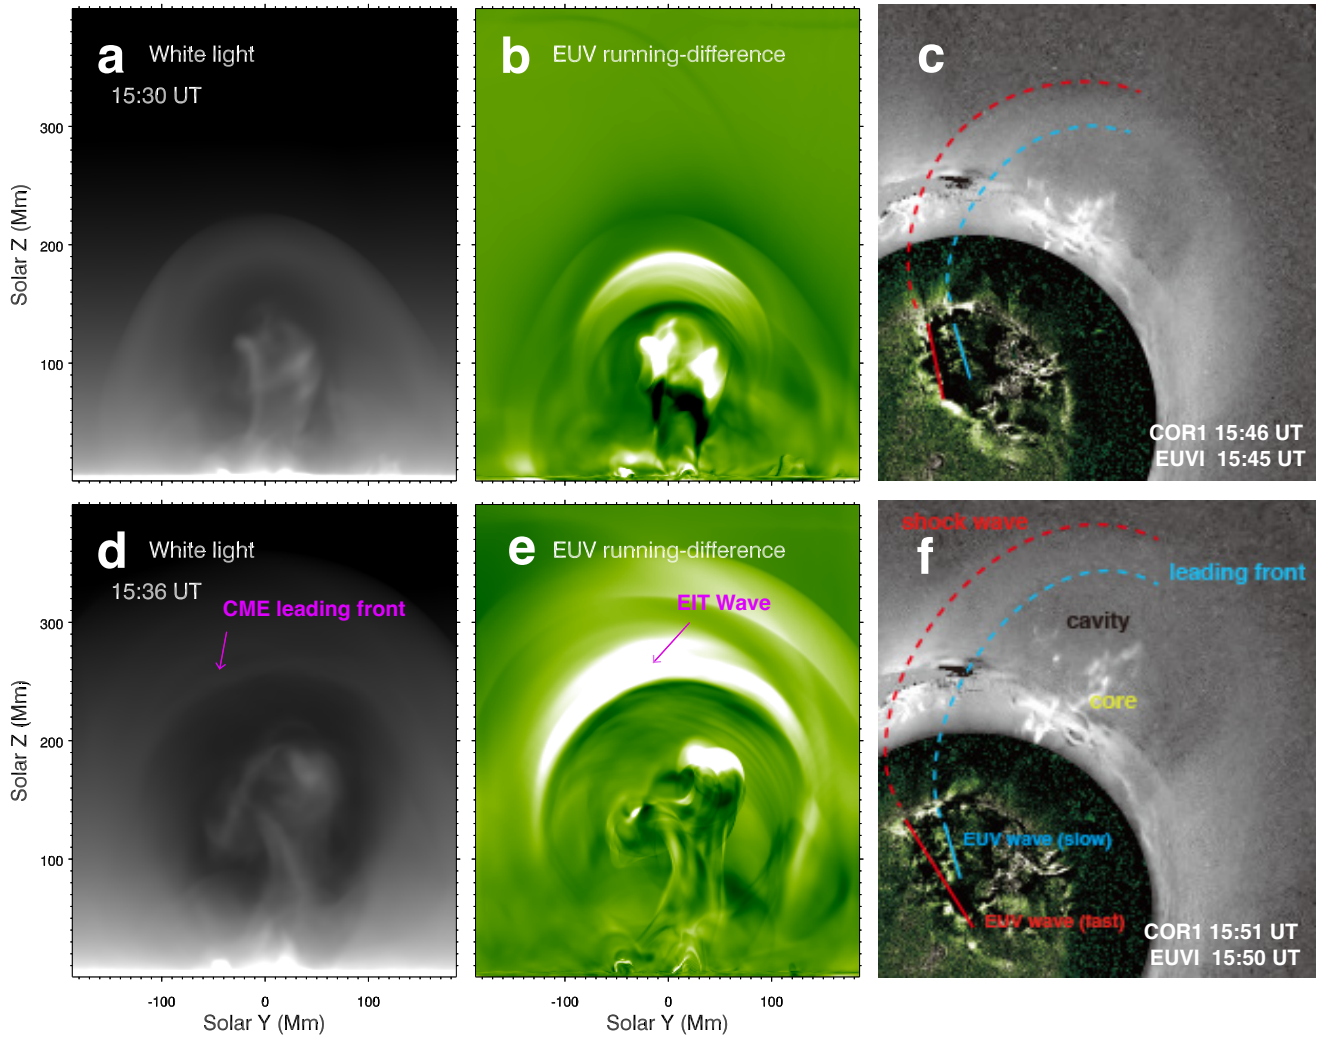 a White light
15:30 UT
300
200
100
Solar Z (Mm)
b EUV running-difference
c
COR1 15:46 UT
EUVI 15:45 UT
d White light
15:36 UT
CME leading front
300
200
100
Solar Z (Mm)
-100 0 100
Solar Y (Mm)
e EUV running-difference
EIT Wave
-100 0 100
Solar Y (Mm)
shock wave
f
leading front
cavity
core
EUV wave (slow)
EUV wave (fast)
COR1 15:51 UT
EUVI 15:50 UT